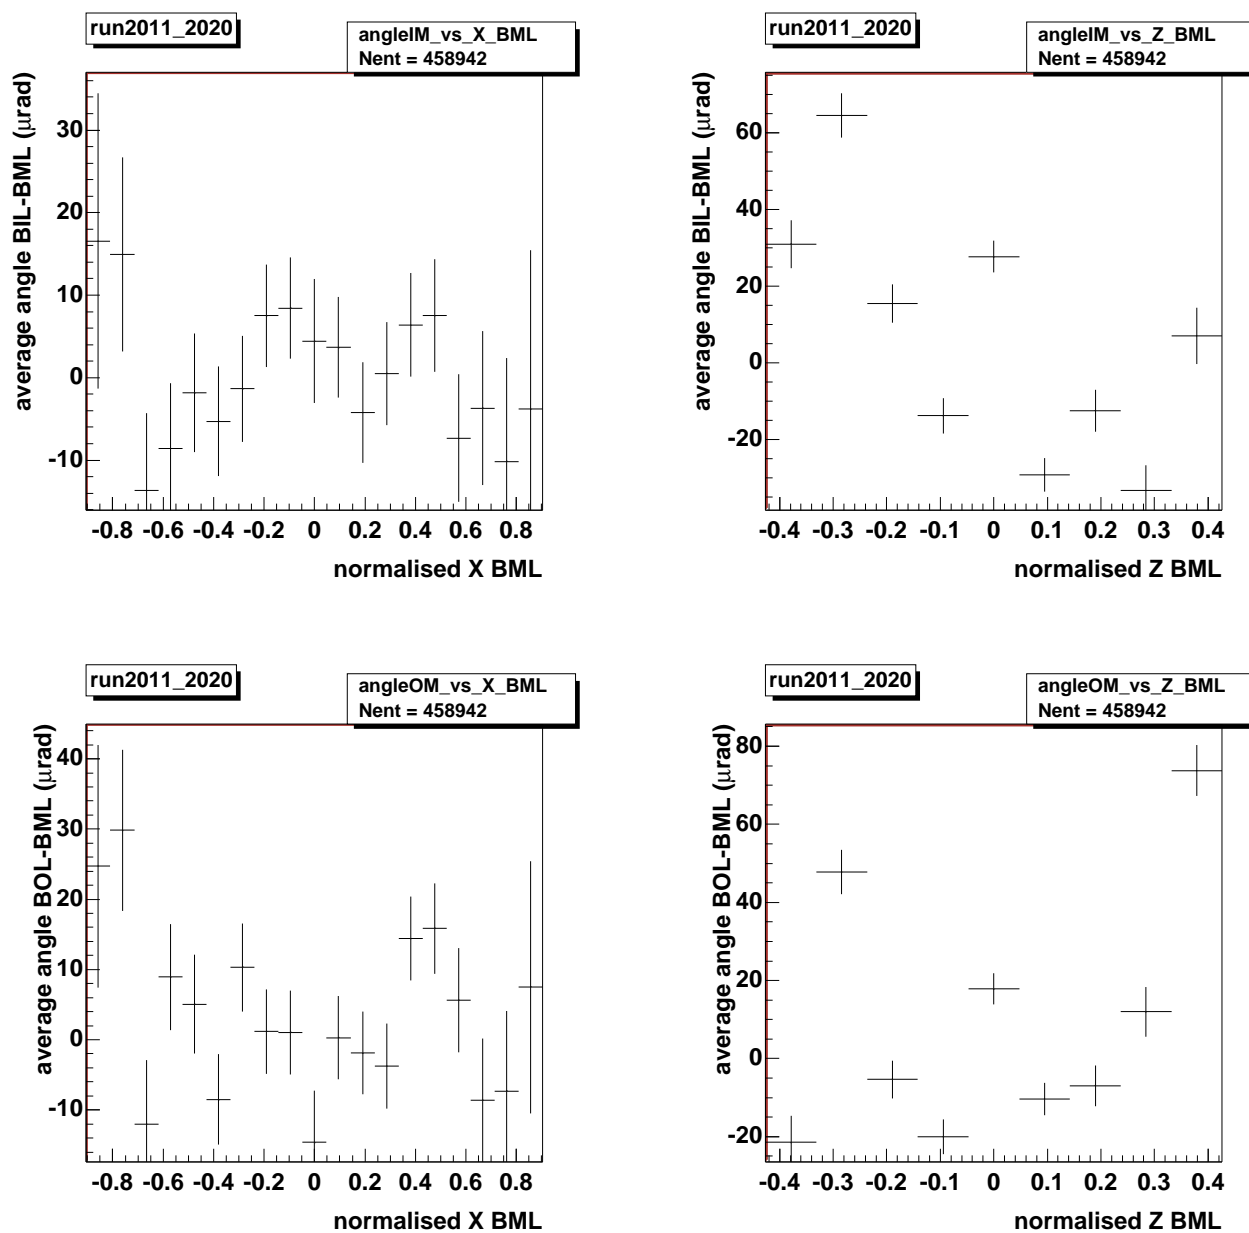 run2011_2020
angleIM_vs_X_BML
Nent = 458942
average angle BIL-BML (μrad)
30
20
10
0
-10
-0.8 -0.6 -0.4 -0.2 0 0.2 0.4 0.6 0.8
normalised X BML
run2011_2020
angleIM_vs_Z_BML
Nent = 458942
average angle BIL-BML (μrad)
60
40
20
0
-20
-0.4 -0.3 -0.2 -0.1 0 0.1 0.2 0.3 0.4
normalised Z BML
run2011_2020
angleOM_vs_X_BML
Nent = 458942
average angle BOL-BML (μrad)
40
30
20
10
0
-10
-0.8 -0.6 -0.4 -0.2 0 0.2 0.4 0.6 0.8
normalised X BML
run2011_2020
angleOM_vs_Z_BML
Nent = 458942
average angle BOL-BML (μrad)
80
60
40
20
0
-20
-0.4 -0.3 -0.2 -0.1 0 0.1 0.2 0.3 0.4
normalised Z BML